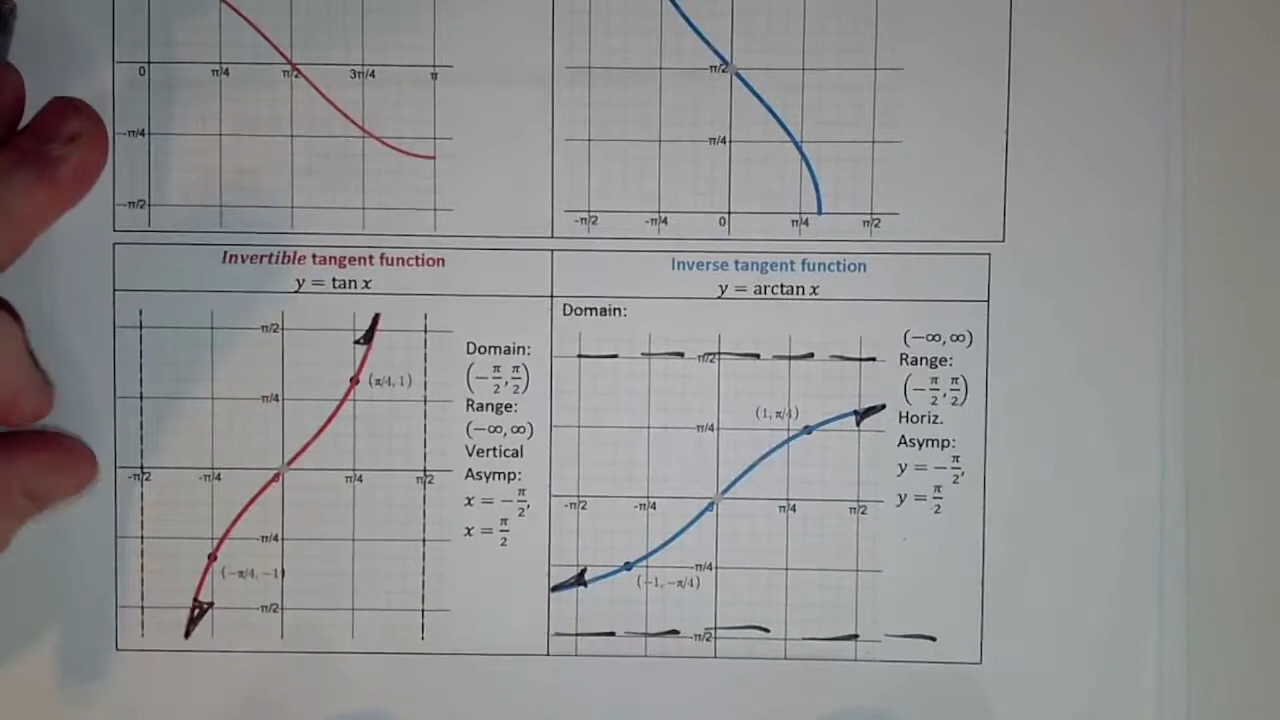 0
π/4
π/2
3π/4
π
-π/4
-π/2
π/2
π/4
-π/2
-π/4
0
π/4
π/2
Invertible tangent function
y = tan x
π/2
(π/4, 1)
π/4
-π/2
-π/4
0
π/4
π/2
-π/4
(−π/4, −1)
-π/2
Domain:
(−π/2, π/2)
Range:
(−∞, ∞)
Vertical
Asymp:
x = −π/2,
x = π/2
Inverse tangent function
y = arctan x
Domain:
(−∞, ∞)
Range:
(−π/2, π/2)
Horiz.
Asymp:
y = −π/2,
y = π/2
π/2
(1, π/4)
π/4
-π/2
-π/4
0
π/4
π/2
-π/4
(−1, −π/4)
-π/2